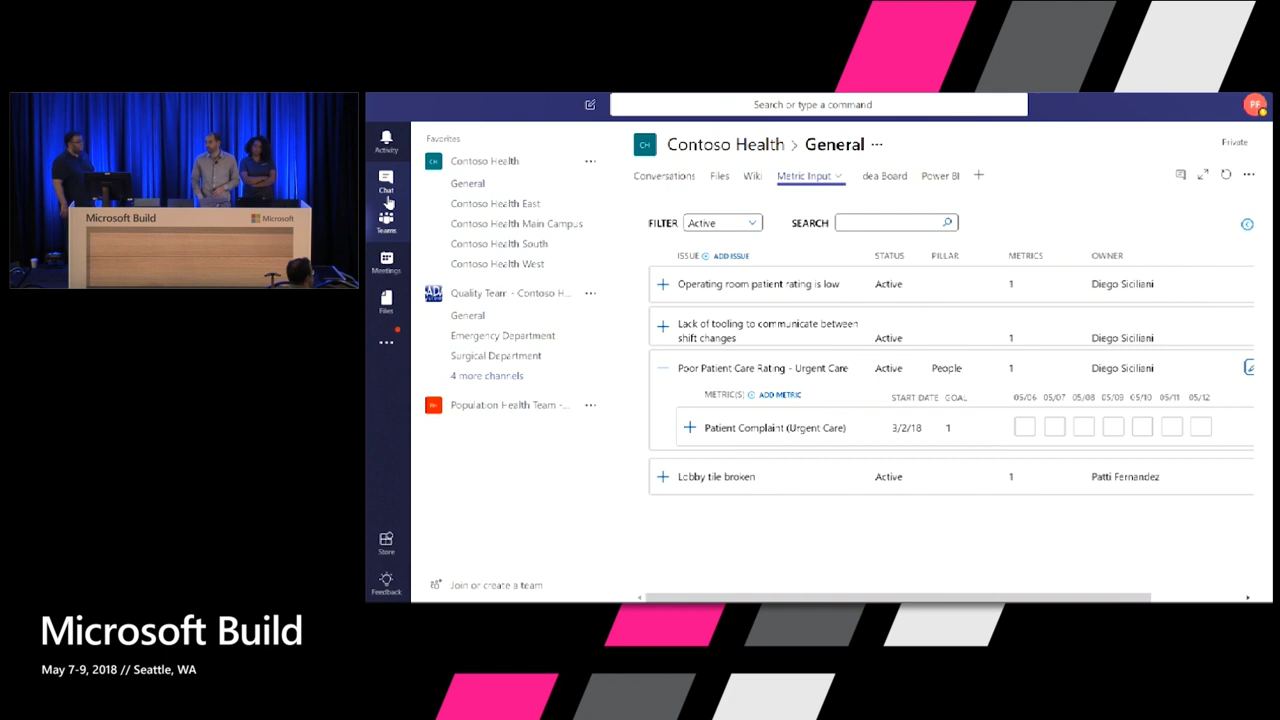 Search or type a command
PF
Activity
Chat
Teams
Meetings
Files
Store
Feedback
Favorites
CH Contoso Health
General
Contoso Health East
Contoso Health Main Campus
Contoso Health South
Contoso Health West
Quality Team - Contoso H...
General
Emergency Department
Surgical Department
4 more channels
Population Health Team -...
Join or create a team
CH Contoso Health > General ...
Private
Conversations Files Wiki Metric Input dea Board Power BI +
FILTER Active SEARCH
ISSUE ADD ISSUE STATUS PILLAR METRICS OWNER
Operating room patient rating is low Active 1 Diego Siciliani
Lack of tooling to communicate between
shift changes Active 1 Diego Siciliani
Poor Patient Care Rating - Urgent Care Active People 1 Diego Siciliani
METRIC(S) ADD METRIC START DATE GOAL 05/06 05/07 05/08 05/09 05/10 05/11 05/12
Patient Complaint (Urgent Care) 3/2/18 1
Lobby tile broken Active 1 Patti Fernandez
Microsoft Build
Microsoft
Microsoft Build
May 7-9, 2018 // Seattle, WA